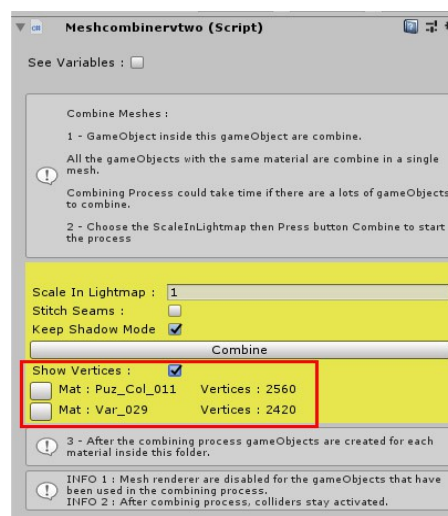 Meshcombinervtwo (Script)
See Variables :
Combine Meshes :
1 - GameObject inside this gameObject are combine.
All the gameObjects with the same material are combine in a single
mesh.
Combining Process could take time if there are a lots of gameObjects
to combine.
2 - Choose the ScaleInLightmap then Press button Combine to start
the process
Scale In Lightmap : 1
Stitch Seams :
Keep Shadow Mode
Combine
Show Vertices :
Mat : Puz_Col_011 Vertices : 2560
Mat : Var_029 Vertices : 2420
3 - After the combining process gameObjects are created for each
material inside this folder.
INFO 1 : Mesh renderer are disabled for the gameObjects that have
been used in the combining process.
INFO 2 : After combinig process, colliders stay activated.